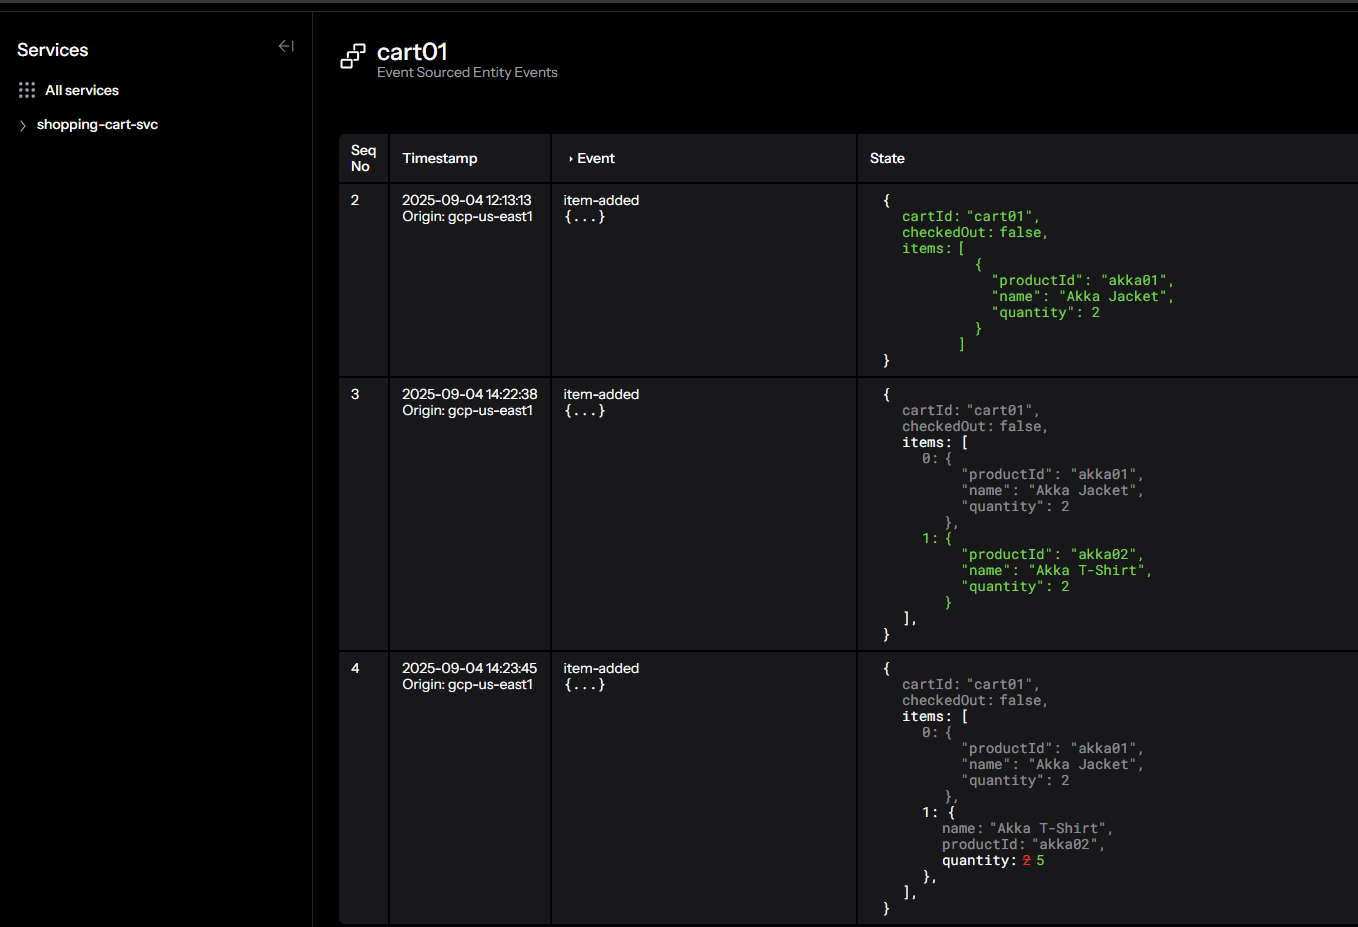 Services
All services
shopping-cart-svc
cart01
Event Sourced Entity Events
Seq No
Timestamp
Event
State
2
2025-09-04 12:13:13
Origin: gcp-us-east1
item-added
{...}
{
cartId: "cart01",
checkedOut: false,
items: [
{
"productId": "akka01",
"name": "Akka Jacket",
"quantity": 2
}
]
}
3
2025-09-04 14:22:38
Origin: gcp-us-east1
item-added
{...}
{
cartId: "cart01",
checkedOut: false,
items: [
0: {
"productId": "akka01",
"name": "Akka Jacket",
"quantity": 2
},
1: {
"productId": "akka02",
"name": "Akka T-Shirt",
"quantity": 2
}
],
}
4
2025-09-04 14:23:45
Origin: gcp-us-east1
item-added
{...}
{
cartId: "cart01",
checkedOut: false,
items: [
0: {
"productId": "akka01",
"name": "Akka Jacket",
"quantity": 2
},
1: {
name: "Akka T-Shirt",
productId: "akka02",
quantity: 2 5
},
],
}